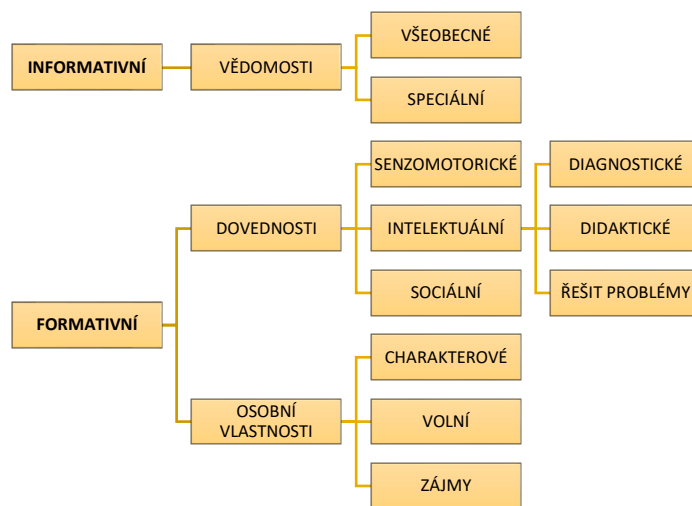 INFORMATIVNÍ
VĚDOMOSTI
VŠEOBECNÉ
SPECIÁLNÍ
FORMATIVNÍ
DOVEDNOSTI
SENZOMOTORICKÉ
INTELEKTUÁLNÍ
DIAGNOSTICKÉ
DIDAKTICKÉ
ŘEŠIT PROBLÉMY
SOCIÁLNÍ
OSOBNÍ
VLASTNOSTI
CHARAKTEROVÉ
VOLNÍ
ZÁJMY